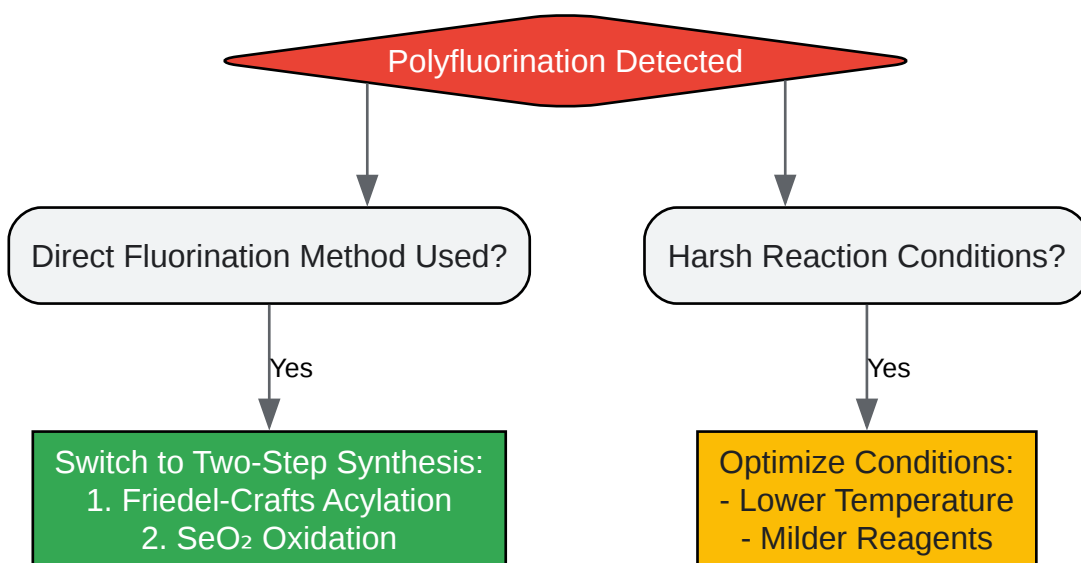 Polyfluorination Detected
Direct Fluorination Method Used?
Harsh Reaction Conditions?
Yes
Yes
Switch to Two-Step Synthesis:
1. Friedel-Crafts Acylation
2. SeO₂ Oxidation
Optimize Conditions:
- Lower Temperature
- Milder Reagents